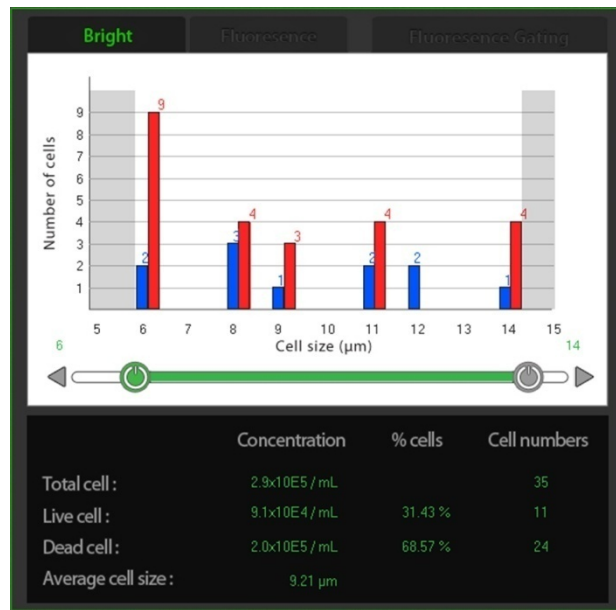 Bright Fluoresence Fluoresence Gating
Number of cells
9
8
7
6
5
4
3
2
1
2 9 3 4 1 3 2 4 2 1 4
5 6 7 8 9 10 11 12 13 14 15
Cell size (µm)
6 14
Concentration % cells Cell numbers
Total cell : 2.9x10E5 / mL 35
Live cell : 9.1x10E4 / mL 31.43 % 11
Dead cell : 2.0x10E5 / mL 68.57 % 24
Average cell size : 9.21 µm